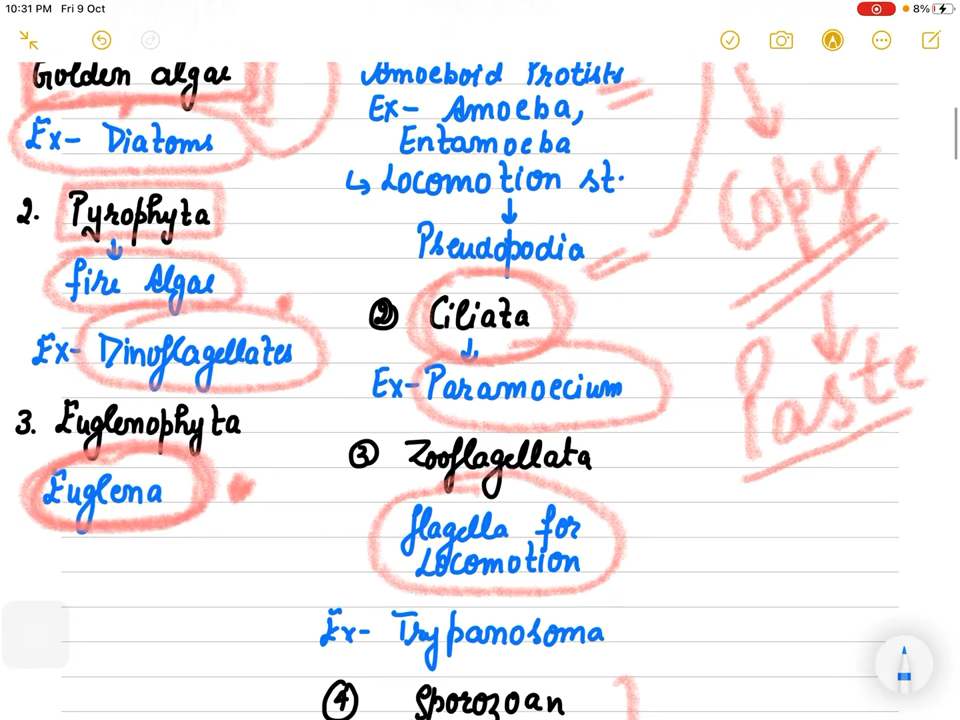 10:31 PM Fri 9 Oct
8%
Golden algae
Ex- Diatoms
2. Pyrophyta
fire Algae
Ex- Dinoflagellates
3. Euglenophyta
Euglena
Amoeboid Protists
Ex- Amoeba,
Entamoeba
↳ Locomotion st.
↓
Pseudopodia
② Ciliata
Ex- Paramoecium
③ Zooflagellata
flagella for
Locomotion
Ex- Trypanosoma
④ Sporozoan
Copy
Paste